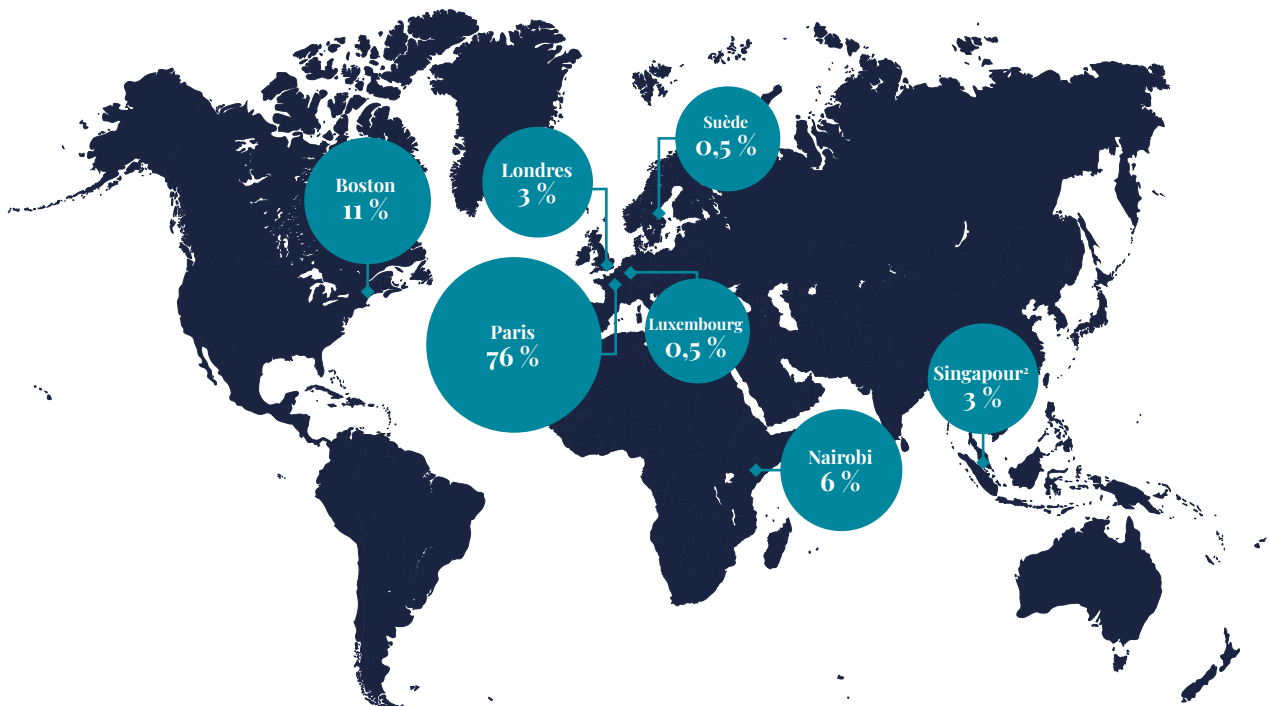 Suède
0,5 %
Londres
3 %
Boston
11 %
Paris
76 %
Luxembourg
0,5 %
Singapour²
3 %
Nairobi
6 %